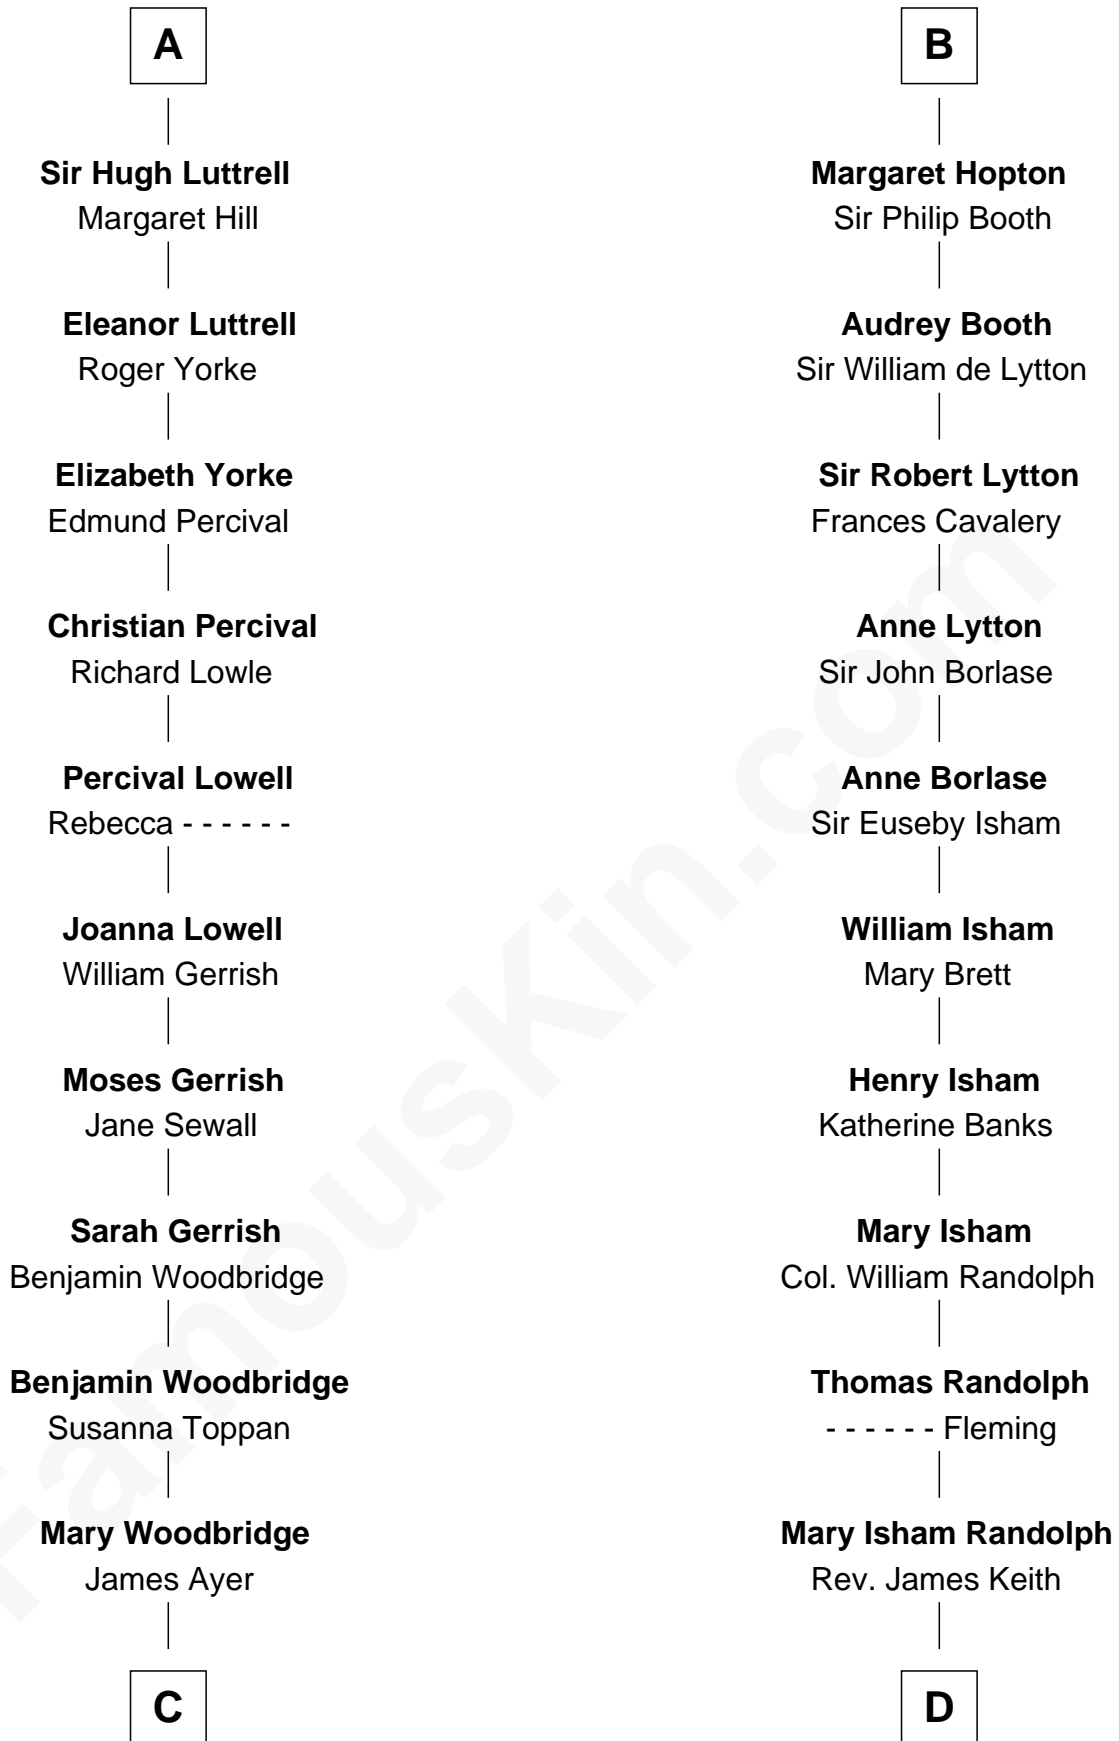 A
Sir Hugh Luttrell
Margaret Hill
Eleanor Luttrell
Roger Yorke
Elizabeth Yorke
Edmund Percival
Christian Percival
Richard Lowle
Percival Lowell
Rebecca - - - - - -
Joanna Lowell
William Gerrish
Moses Gerrish
Jane Sewall
Sarah Gerrish
Benjamin Woodbridge
Benjamin Woodbridge
Susanna Toppan
Mary Woodbridge
James Ayer
C
B
Margaret Hopton
Sir Philip Booth
Audrey Booth
Sir William de Lytton
Sir Robert Lytton
Frances Cavalery
Anne Lytton
Sir John Borlase
Anne Borlase
Sir Euseby Isham
William Isham
Mary Brett
Henry Isham
Katherine Banks
Mary Isham
Col. William Randolph
Thomas Randolph
- - - - - - Fleming
Mary Isham Randolph
Rev. James Keith
D
FamousKin.com